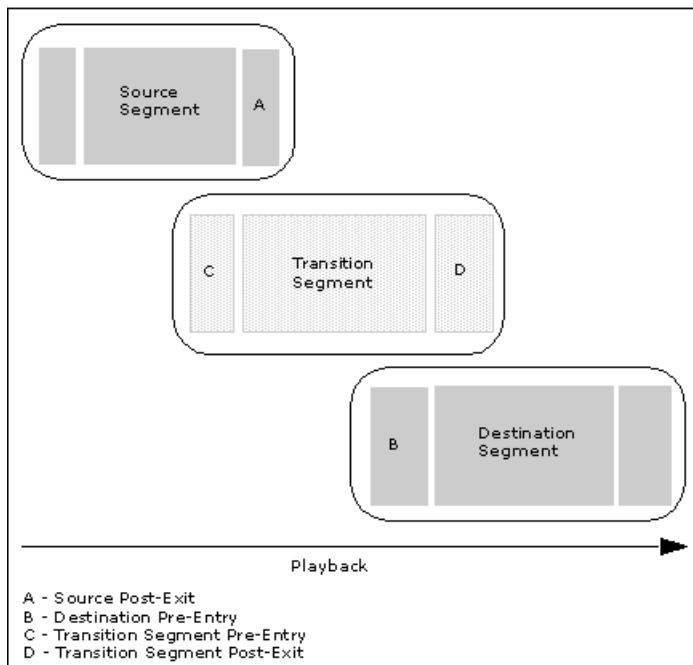 Source
Segment
A
C
Transition
Segment
D
B
Destination
Segment
Playback
A - Source Post-Exit
B - Destination Pre-Entry
C - Transition Segment Pre-Entry
D - Transition Segment Post-Exit